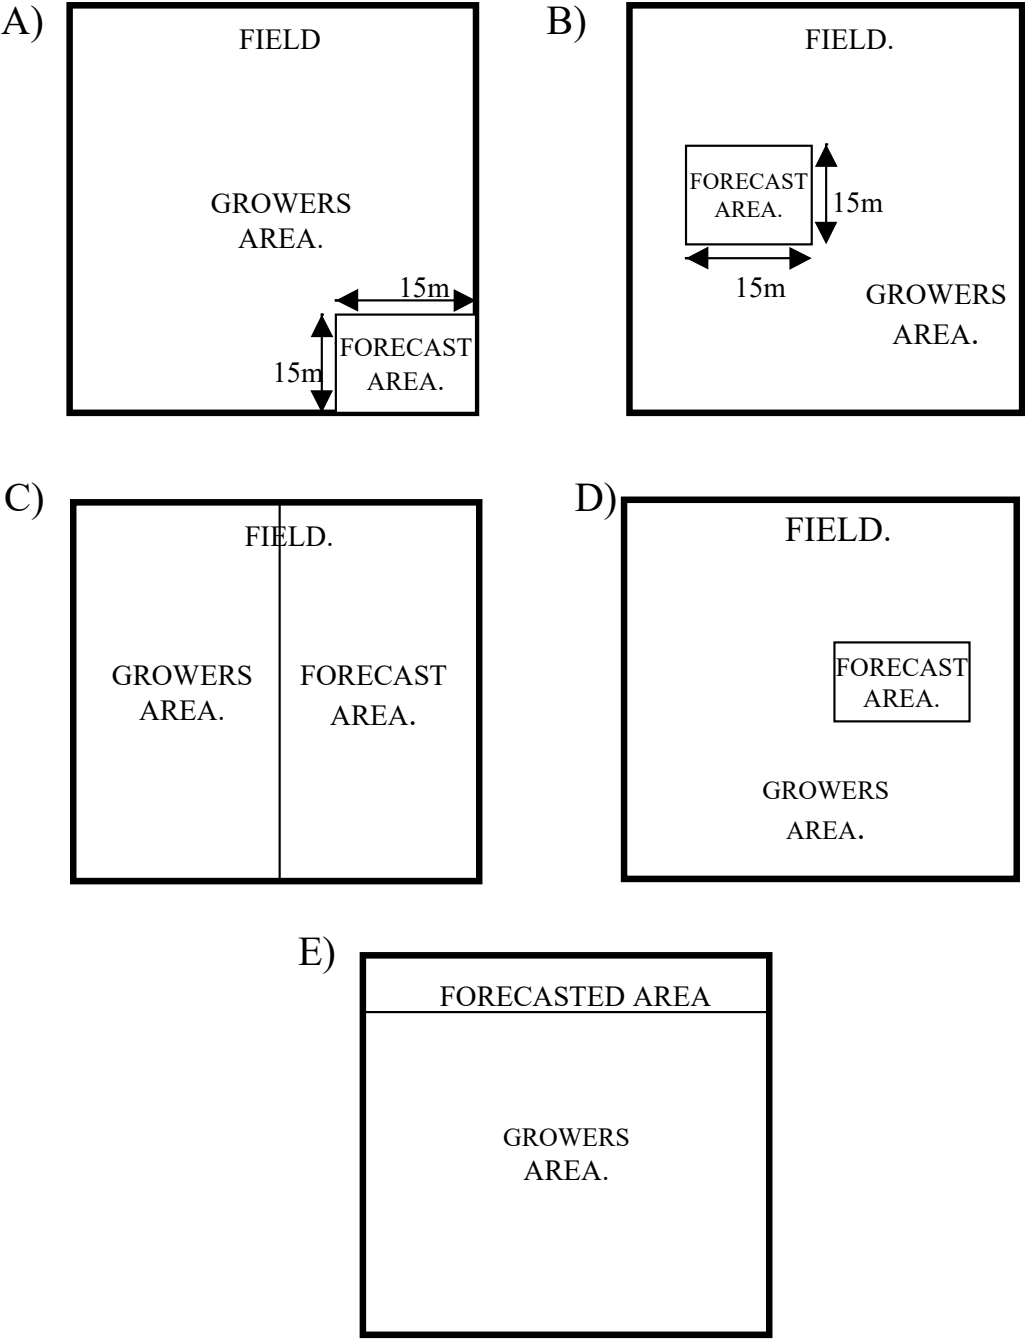 A)
FIELD
GROWERS
AREA.
15m
15m
FORECAST
AREA.
B)
FIELD.
FORECAST
AREA.
15m
15m
GROWERS
AREA.
C)
FIELD.
GROWERS
AREA.
FORECAST
AREA.
D)
FIELD.
FORECAST
AREA.
GROWERS
AREA.
E)
FORECASTED AREA
GROWERS
AREA.